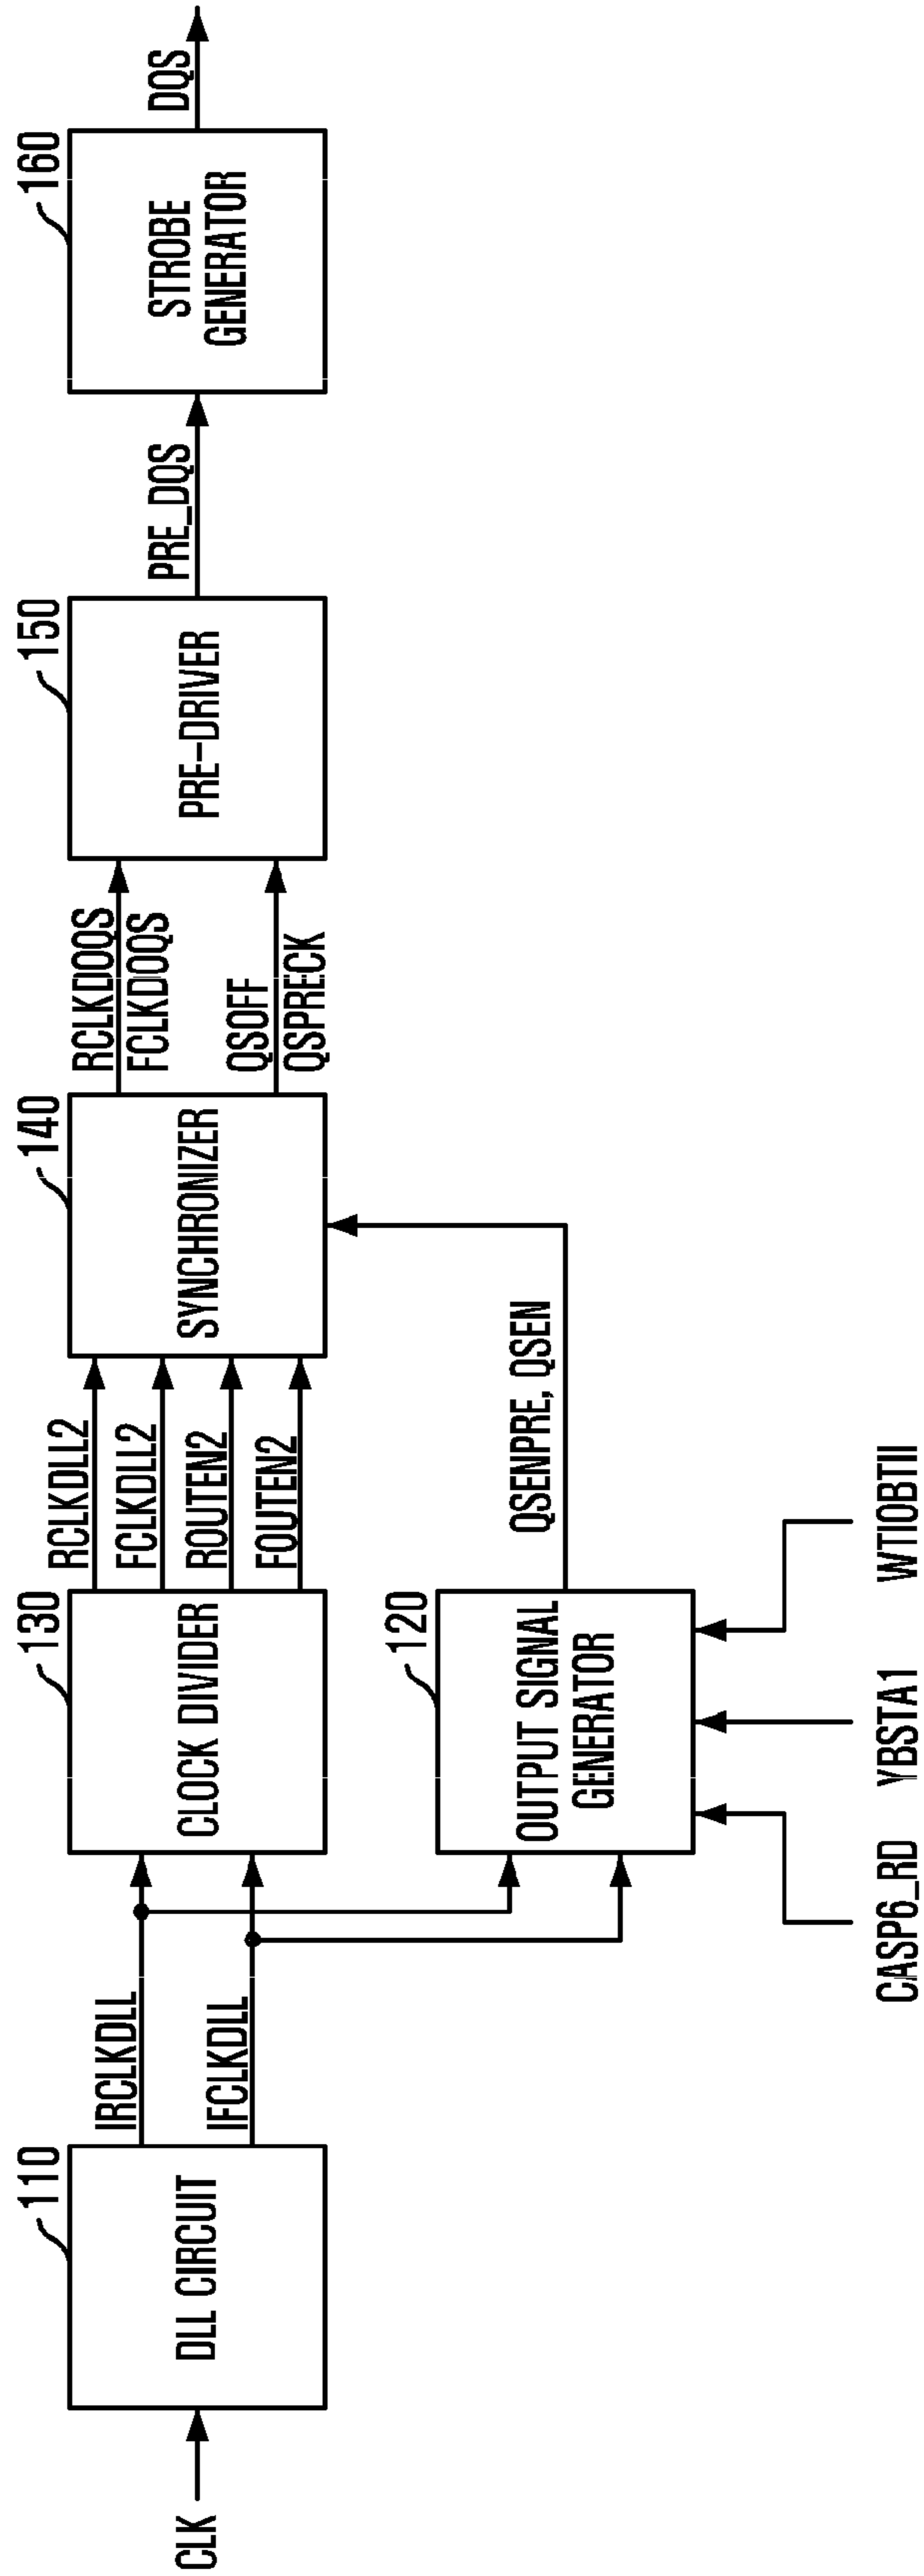 CLK
110
DLL CIRCUIT
IRCLKDLL
IFCLKDLL
130
CLOCK DIVIDER
RCLKDLL2
FCLKDLL2
ROUTEN2
FOUTEN2
140
SYNCHRONIZER
RCLKDOQS
FCLKDOQS
QSOFF
QSPRECK
150
PRE-DRIVER
PRE_DQS
160
STROBE
GENERATOR
DQS
120
OUTPUT SIGNAL
GENERATOR
QSENPRE, QSEN
CASP6_RD
YBSTA1
WTIOBTII